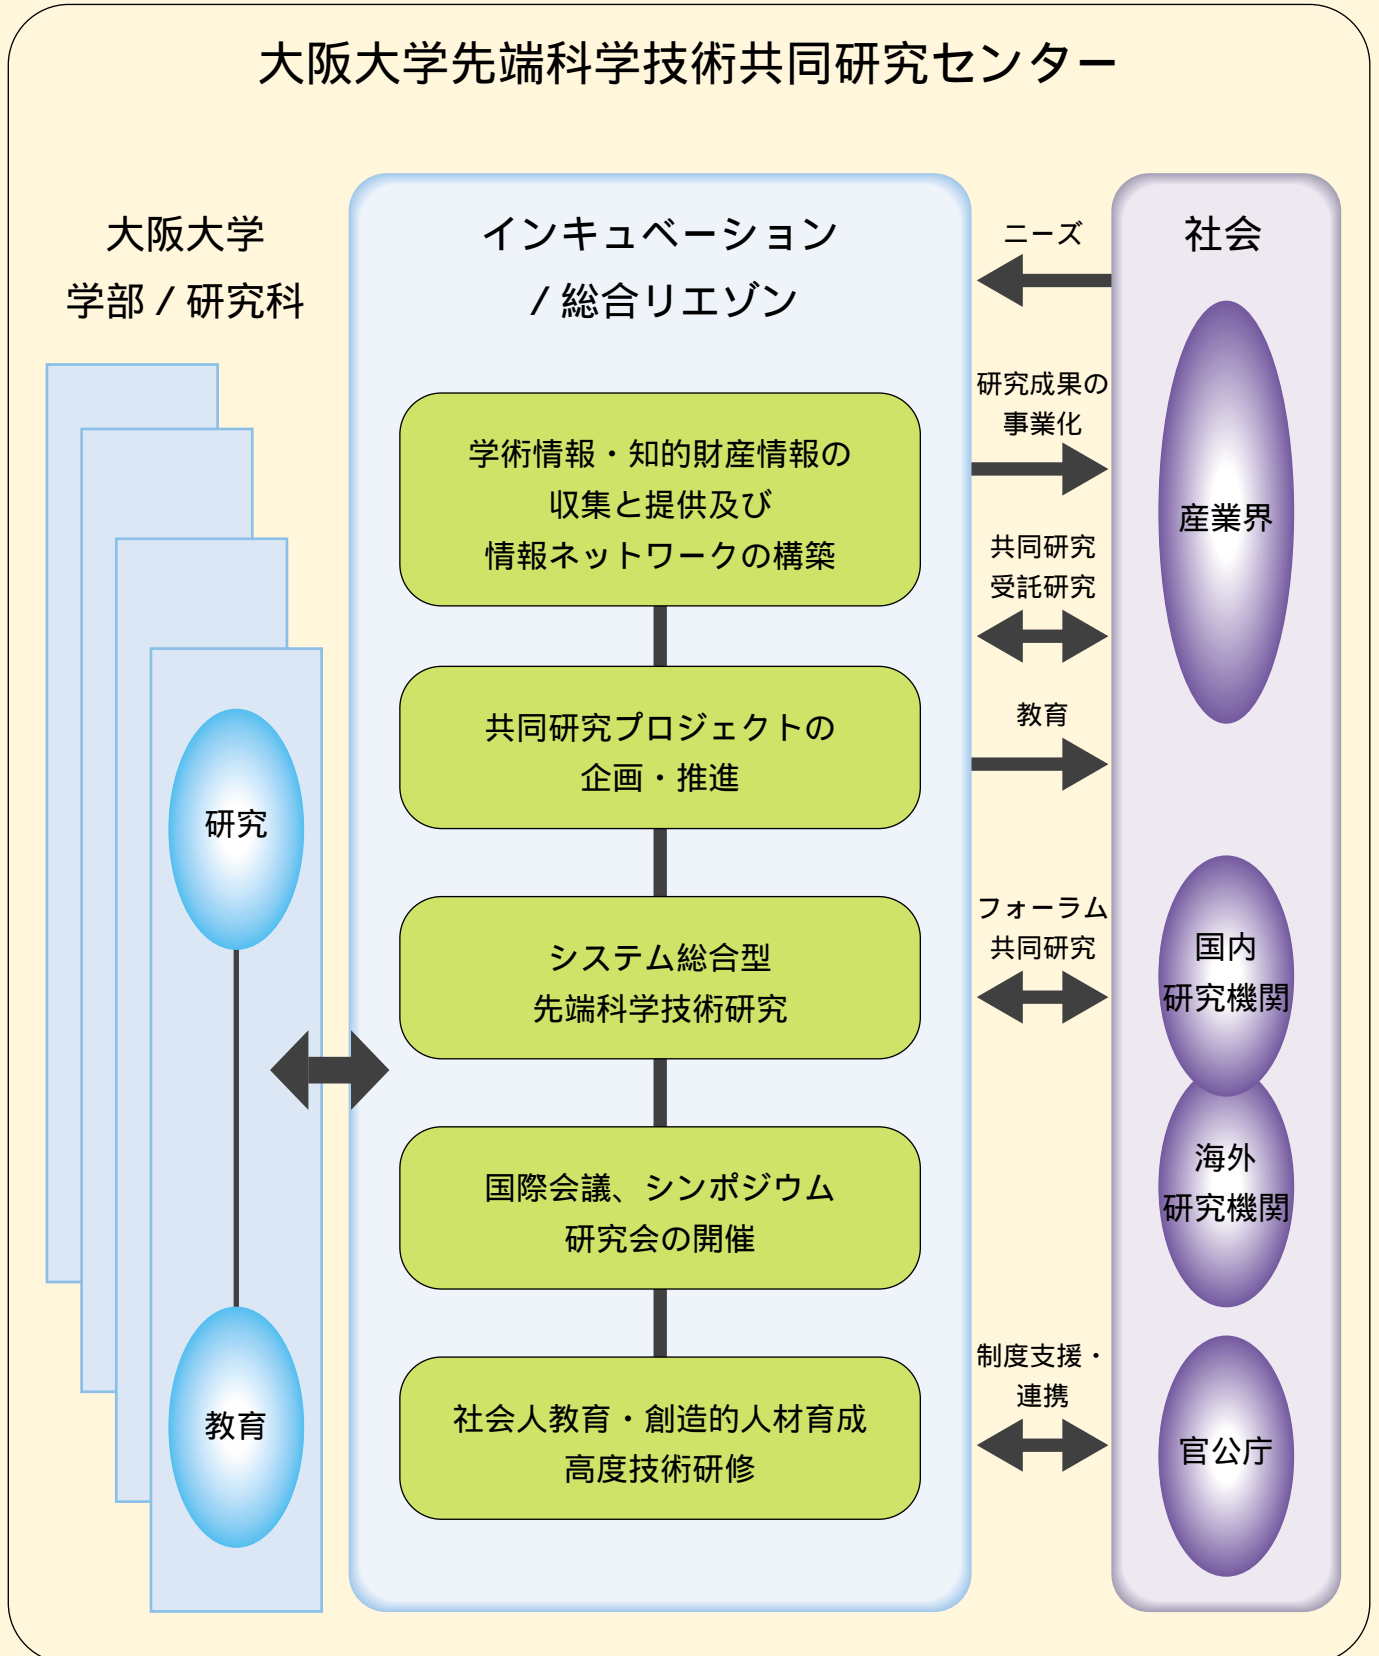 大阪大学先端科学技術共同研究センター
大阪大学
学部 / 研究科
研究
教育
インキュベーション
/ 総合リエゾン
学術情報・知的財産情報の
収集と提供及び
情報ネットワークの構築
共同研究プロジェクトの
企画・推進
システム総合型
先端科学技術研究
国際会議、シンポジウム
研究会の開催
社会人教育・創造的人材育成
高度技術研修
ニーズ
研究成果の
事業化
共同研究
受託研究
教育
フォーラム
共同研究
制度支援・
連携
社会
産業界
国内
研究機関
海外
研究機関
官公庁